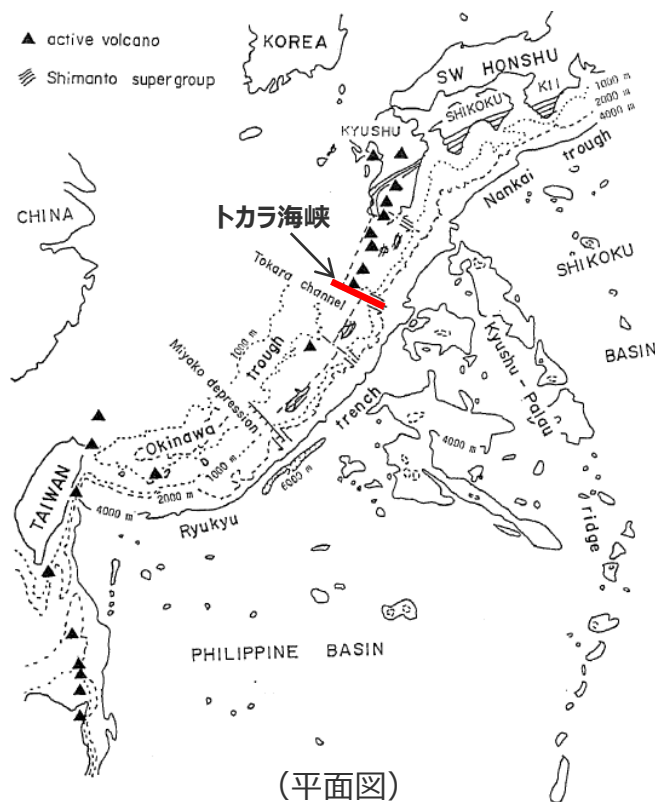 ▲ active volcano
Shimanto supergroup
KOREA
SW HONSHU
KII
SHIKOKU
KYUSHU
1000 m
2000 m
4000 m
Nankai trough
CHINA
トカラ海峡
Tokara channel
SHIKOKU
BASIN
1000 m
trough
Miyako depression
Kyushu - Palau
ridge
Okinawa
trench
4000 m
1000 m
6000 m
2000 m
TAIWAN
4000 m
Ryukyu
PHILIPPINE BASIN
(平面図)